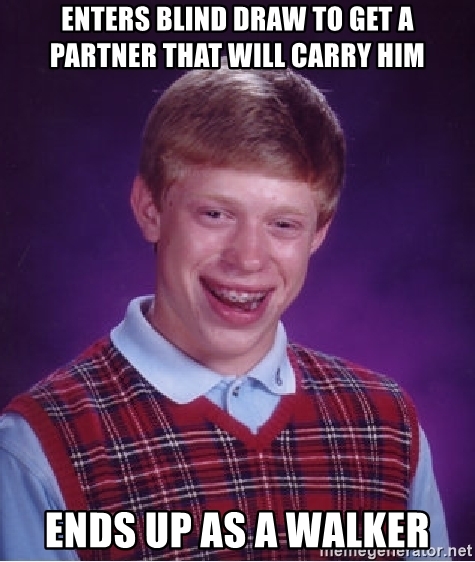 ENTERS BLIND DRAW TO GET A
PARTNER THAT WILL CARRY HIM
ENDS UP AS A WALKER
memegenerator.net